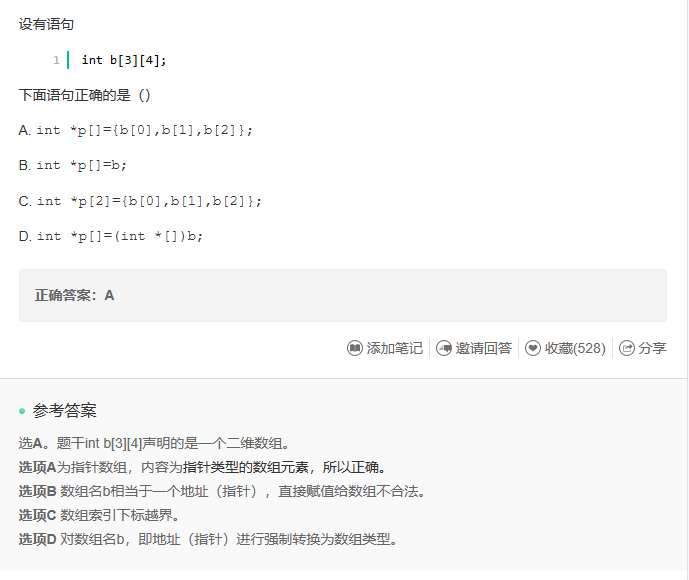 设有语句
1 int b[3][4];
下面语句正确的是（）
A. int *p[]={b[0],b[1],b[2]};
B. int *p[]=b;
C. int *p[2]={b[0],b[1],b[2]};
D. int *p[]=(int *[])b;
正确答案：A
添加笔记 邀请回答 收藏(528) 分享
参考答案
选A。题干int b[3][4]声明的是一个二维数组。
选项A为指针数组，内容为指针类型的数组元素，所以正确。
选项B 数组名b相当于一个地址（指针），直接赋值给数组不合法。
选项C 数组索引下标越界。
选项D 对数组名b，即地址（指针）进行强制转换为数组类型。